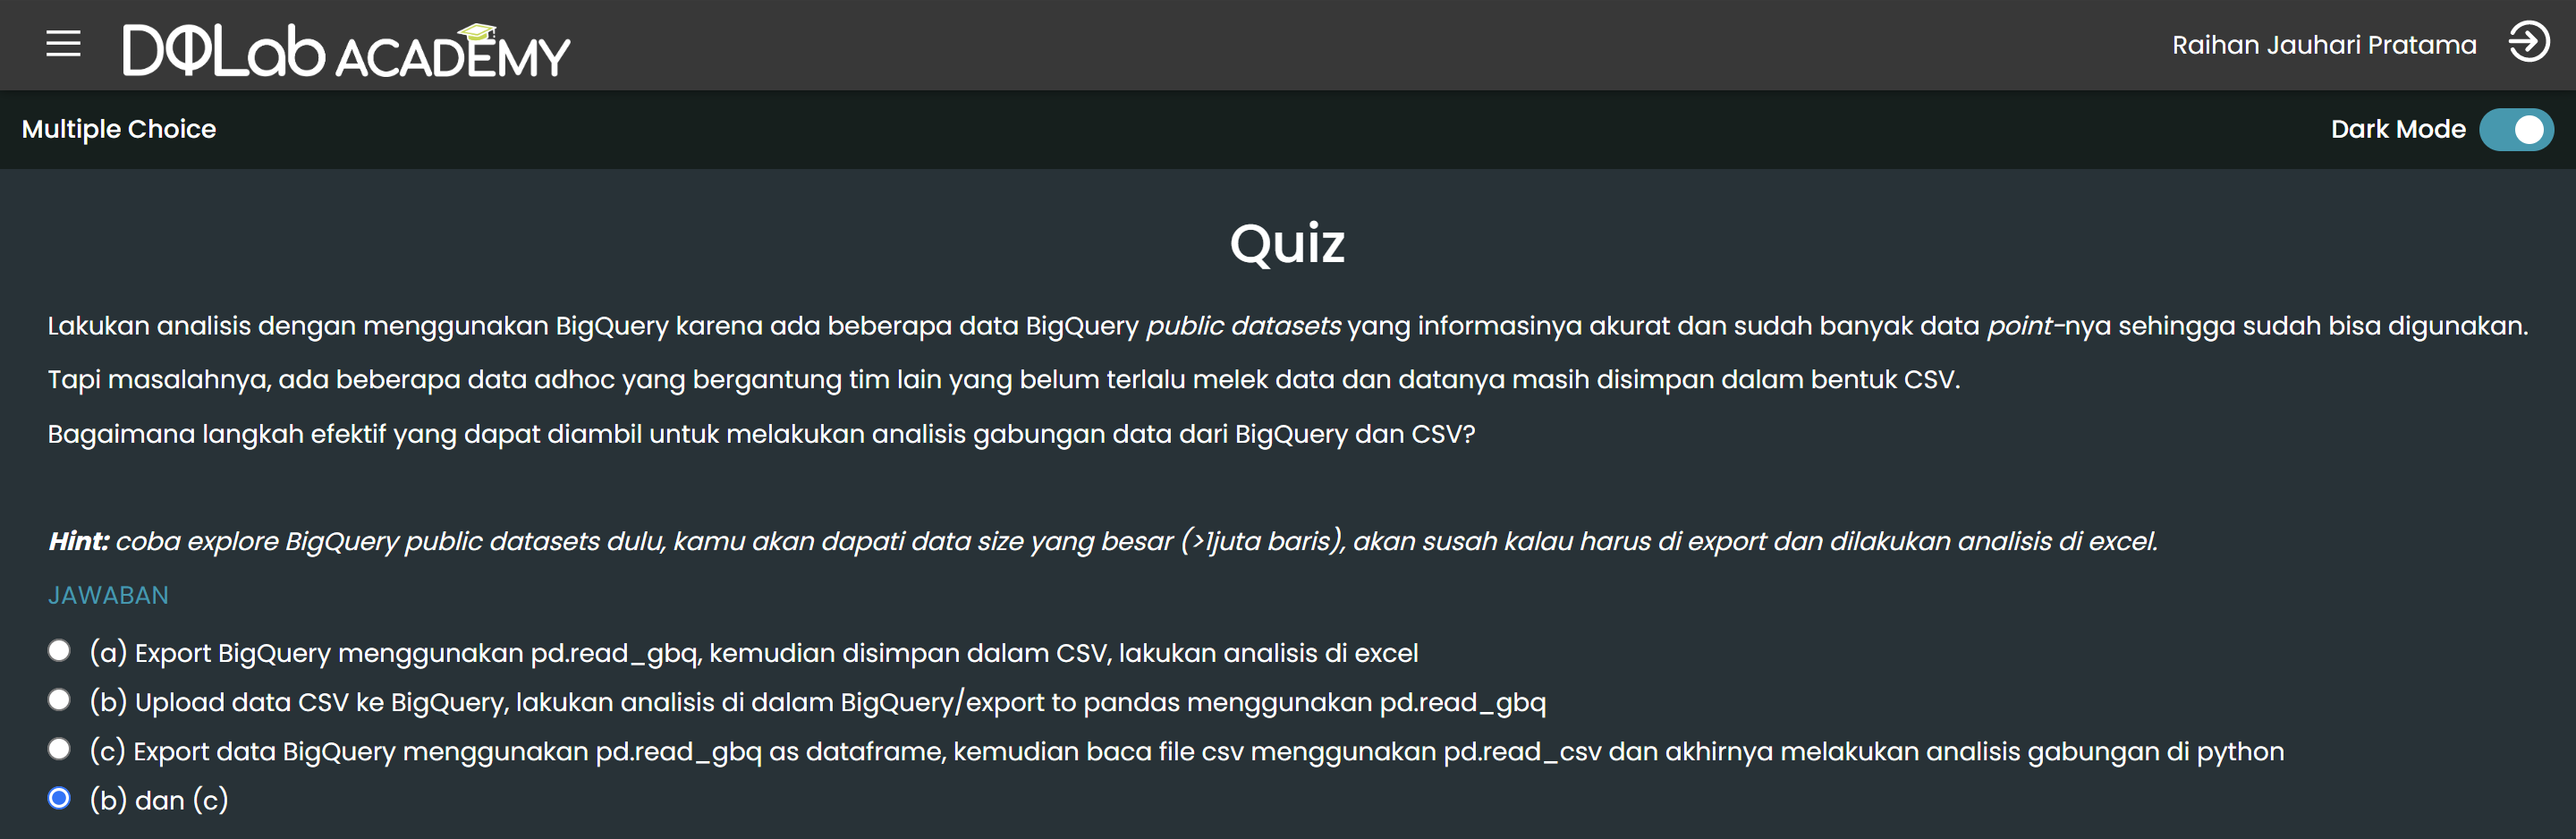 DQLab ACADEMY
Raihan Jauhari Pratama
Multiple Choice
Dark Mode
Quiz
Lakukan analisis dengan menggunakan BigQuery karena ada beberapa data BigQuery public datasets yang informasinya akurat dan sudah banyak data point-nya sehingga sudah bisa digunakan.
Tapi masalahnya, ada beberapa data adhoc yang bergantung tim lain yang belum terlalu melek data dan datanya masih disimpan dalam bentuk CSV.
Bagaimana langkah efektif yang dapat diambil untuk melakukan analisis gabungan data dari BigQuery dan CSV?
Hint: coba explore BigQuery public datasets dulu, kamu akan dapati data size yang besar (>1juta baris), akan susah kalau harus di export dan dilakukan analisis di excel.
JAWABAN
(a) Export BigQuery menggunakan pd.read_gbq, kemudian disimpan dalam CSV, lakukan analisis di excel
(b) Upload data CSV ke BigQuery, lakukan analisis di dalam BigQuery/export to pandas menggunakan pd.read_gbq
(c) Export data BigQuery menggunakan pd.read_gbq as dataframe, kemudian baca file csv menggunakan pd.read_csv dan akhirnya melakukan analisis gabungan di python
(b) dan (c)